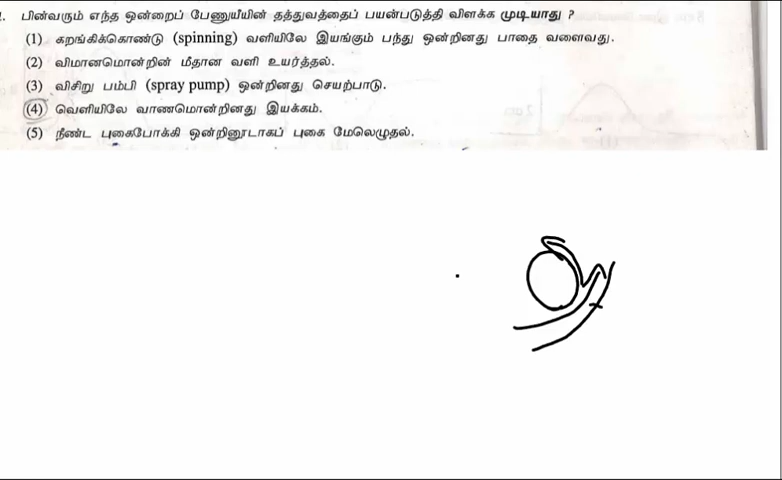 பின்வரும் எந்த ஒன்றைப் பேணுயீயின் தத்துவத்தைப் பயன்படுத்தி விளக்க முடியாது ?
(1) கறங்கிக்கொண்டு (spinning) வளியிலே இயங்கும் பந்து ஒன்றினது பாதை வளைவது.
(2) விமானமொன்றின் மீதான வளி உயர்த்தல்.
(3) விசிறு பம்பி (spray pump) ஒன்றினது செயற்பாடு.
(4) வெளியிலே வாணமொன்றினது இயக்கம்.
(5) நீண்ட புகைபோக்கி ஒன்றினூடாகப் புகை மேலெழுதல்.